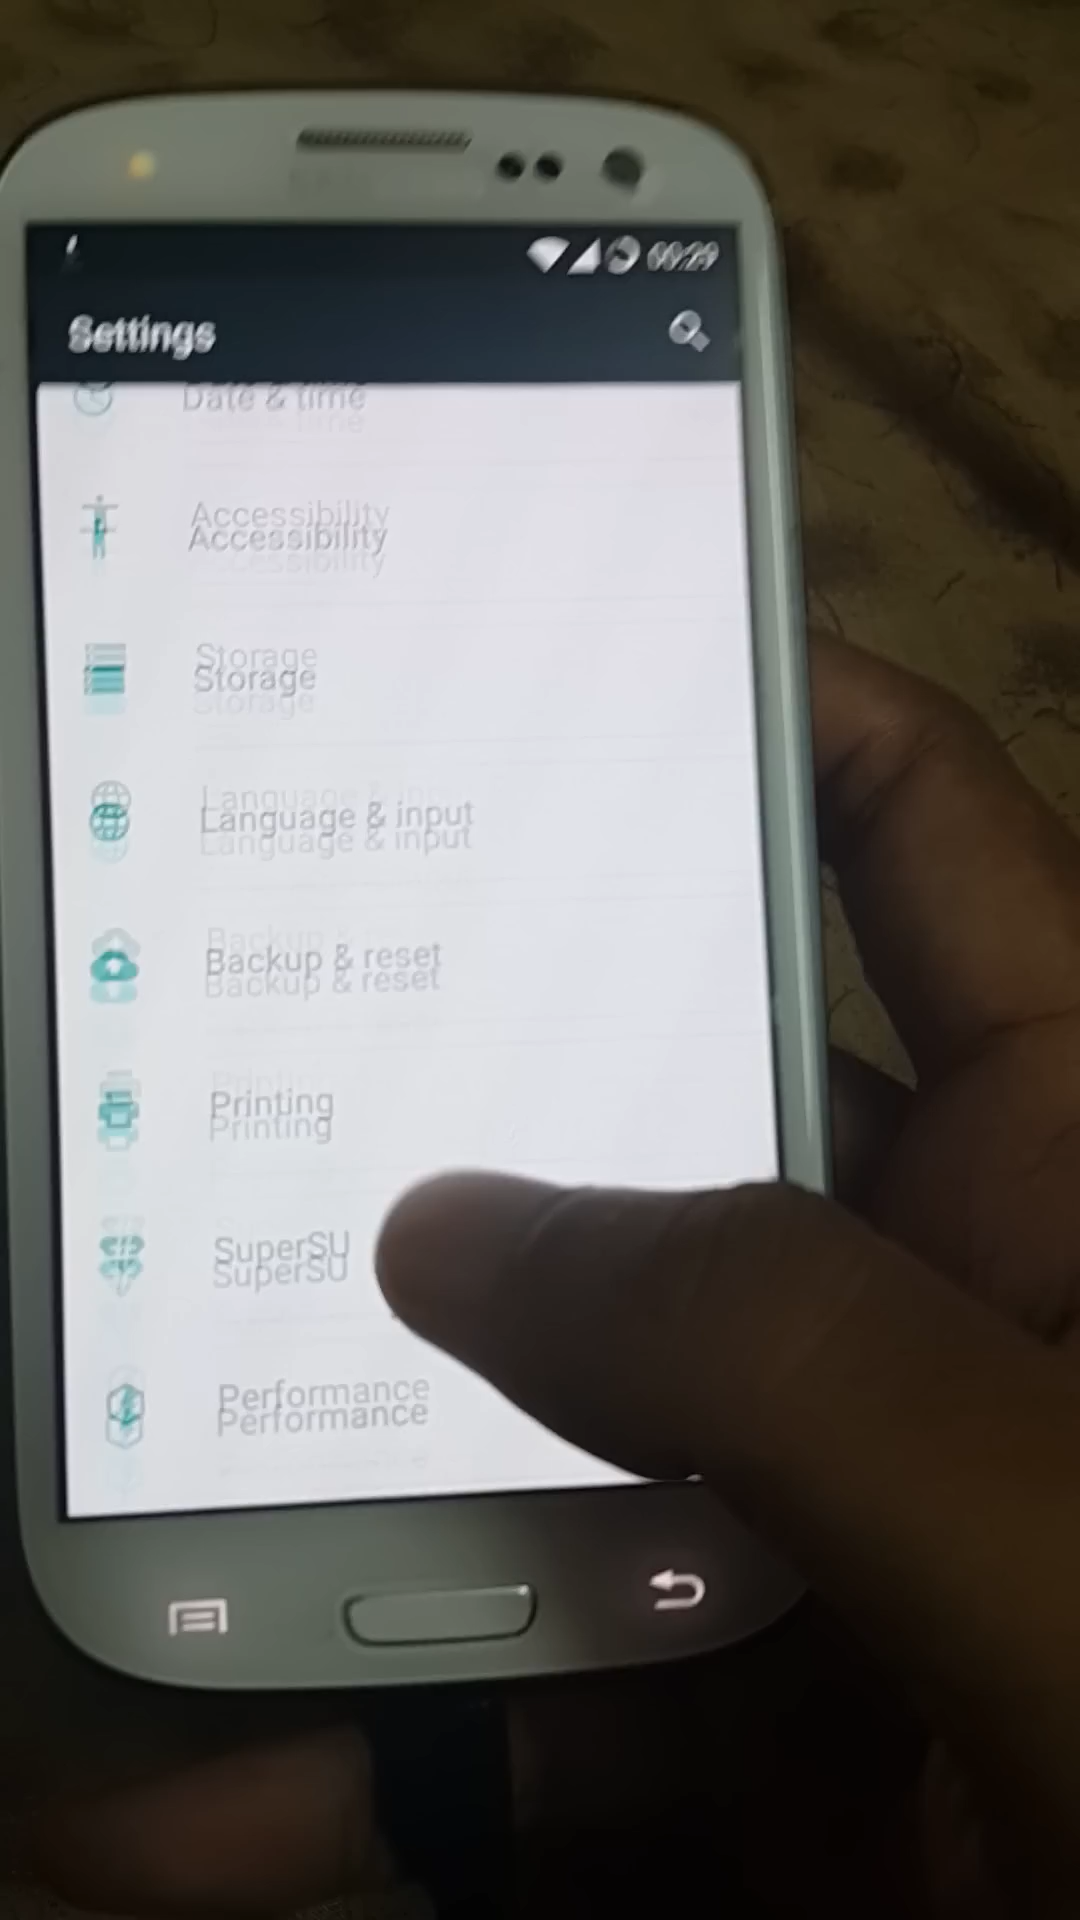 Settings
Date & time
Accessibility
Storage
Language & input
Backup & reset
Printing
SuperSU
Performance